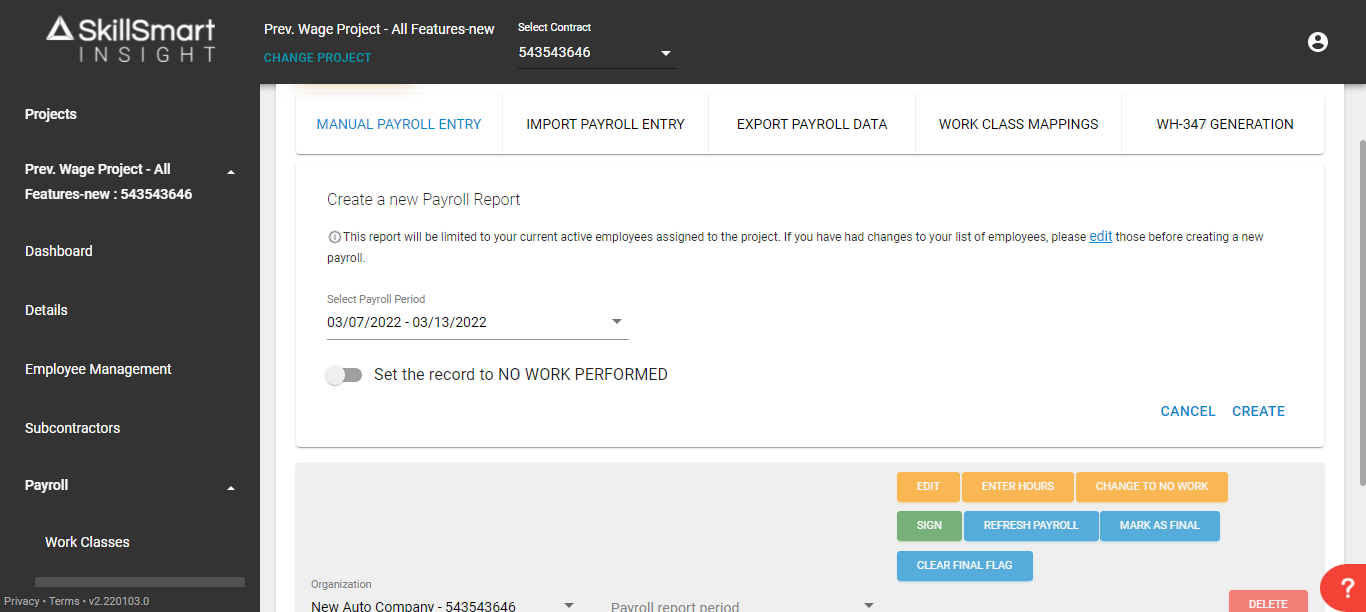 SkillSmart
INSIGHT
Prev. Wage Project - All Features-new
CHANGE PROJECT
Select Contract
543543646
Projects
Prev. Wage Project - All
Features-new : 543543646
Dashboard
Details
Employee Management
Subcontractors
Payroll
Work Classes
Privacy • Terms • v2.220103.0
MANUAL PAYROLL ENTRY
IMPORT PAYROLL ENTRY
EXPORT PAYROLL DATA
WORK CLASS MAPPINGS
WH-347 GENERATION
Create a new Payroll Report
This report will be limited to your current active employees assigned to the project. If you have had changes to your list of employees, please edit those before creating a new
payroll.
Select Payroll Period
03/07/2022 - 03/13/2022
Set the record to NO WORK PERFORMED
CANCEL CREATE
EDIT ENTER HOURS CHANGE TO NO WORK
SIGN REFRESH PAYROLL MARK AS FINAL
CLEAR FINAL FLAG
Organization
New Auto Company - 543543646
Payroll report period
DELETE
?